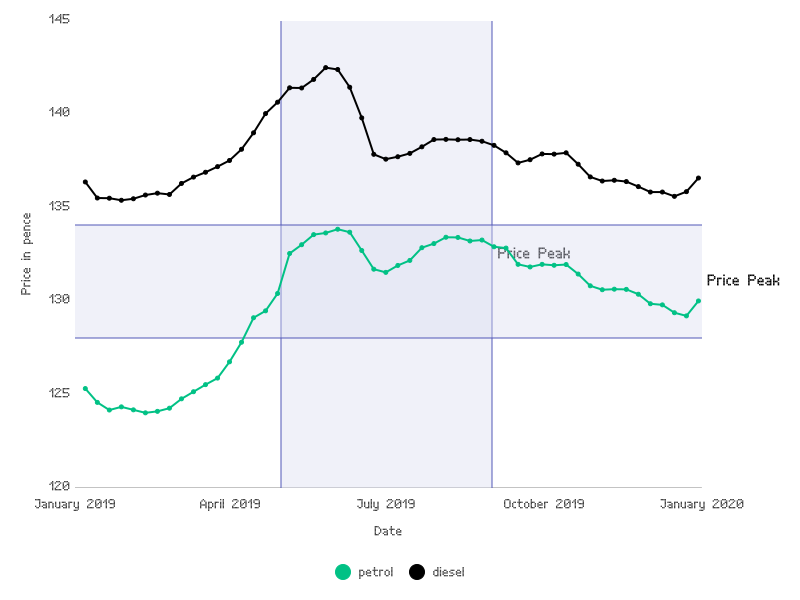 145
140
135
130
125
120
Price in pence
Price Peak
Price Peak
January 2019
April 2019
July 2019
October 2019
January 2020
Date
petrol
diesel